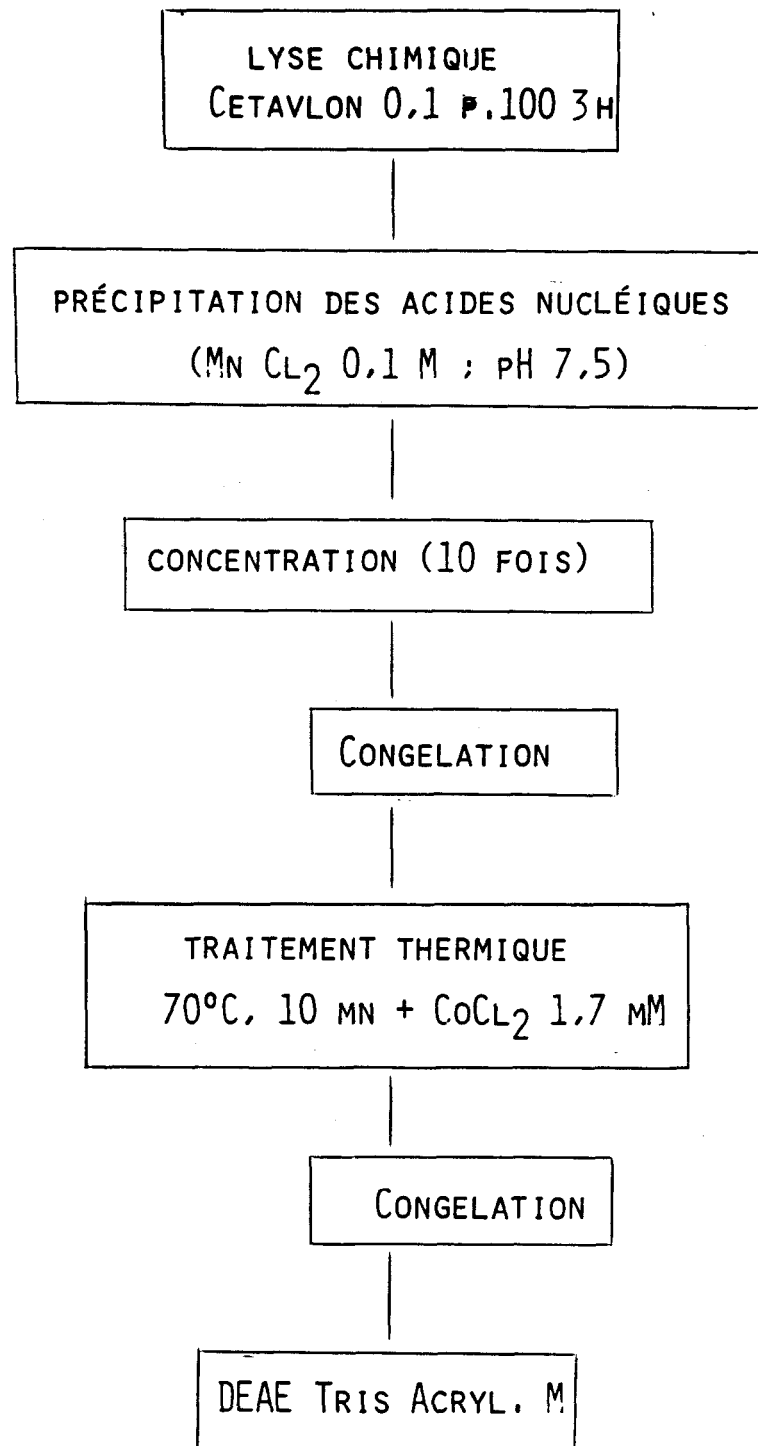 LYSE CHIMIQUE
CETAVLON 0,1 P.100 3H
PRÉCIPITATION DES ACIDES NUCLÉIQUES
(MN CL2 0,1 M ; PH 7,5)
CONCENTRATION (10 FOIS)
CONGELATION
TRAITEMENT THERMIQUE
70°C, 10 MN + COCL2 1,7 MM
CONGELATION
DEAE TRIS ACRYL. M